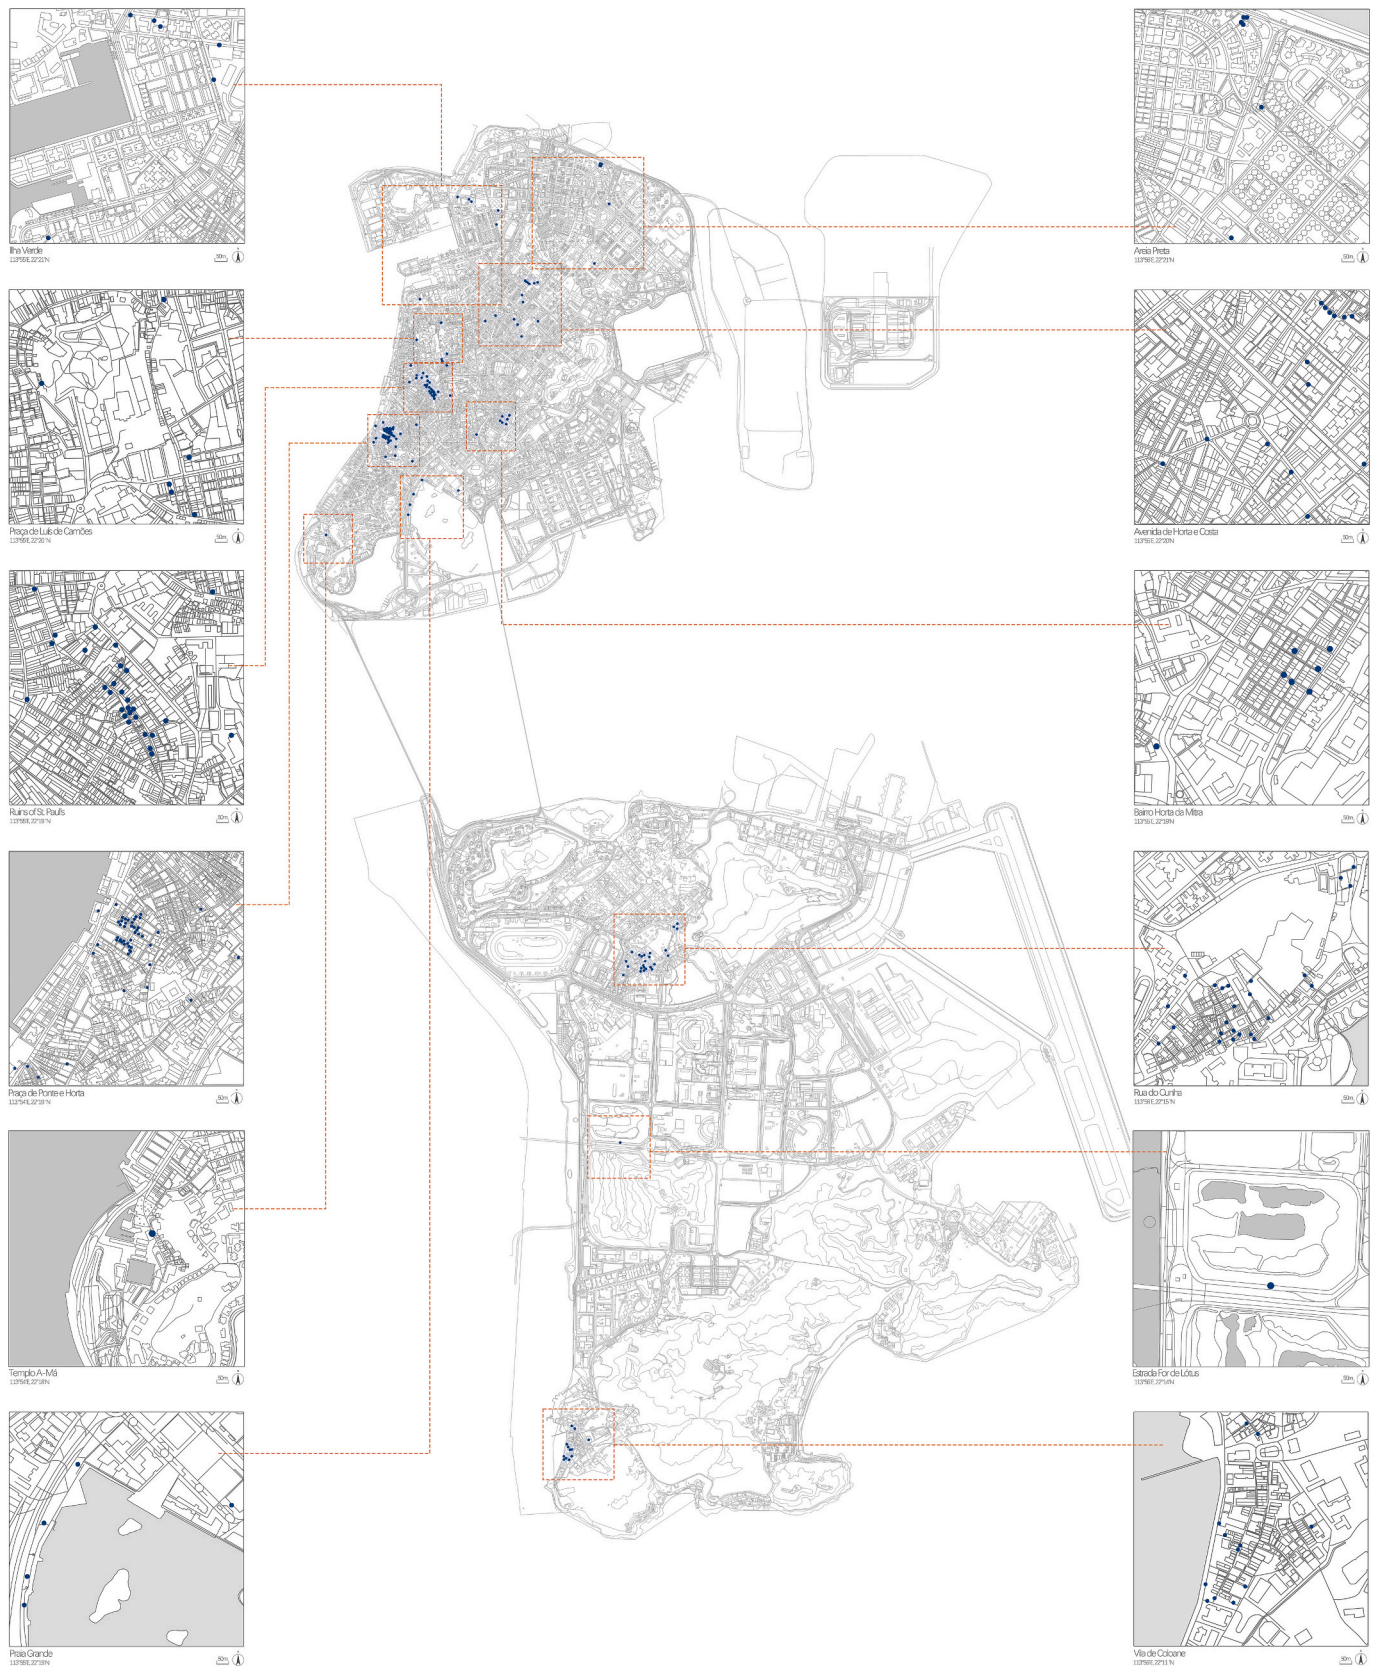 Ilha Verde
113°55'E, 22°21'N
50m
Praça de Luís de Camões
113°55'E, 22°20'N
50m
Ruins of St. Paul's
113°55'E, 22°19'N
50m
Praça de Ponte e Horta
113°54'E, 22°19'N
50m
Templo A-Má
113°54'E, 22°18'N
50m
Praia Grande
113°55'E, 22°19'N
50m
Areia Preta
113°56'E, 22°21'N
50m
Avenida de Horta e Costa
113°55'E, 22°20'N
50m
Bairro Horta da Mitra
113°55'E, 22°19'N
50m
Rua do Cunha
113°56'E, 22°15'N
50m
Estrada Flor de Lótus
113°56'E, 22°14'N
50m
Vila de Coloane
113°56'E, 22°11'N
50m